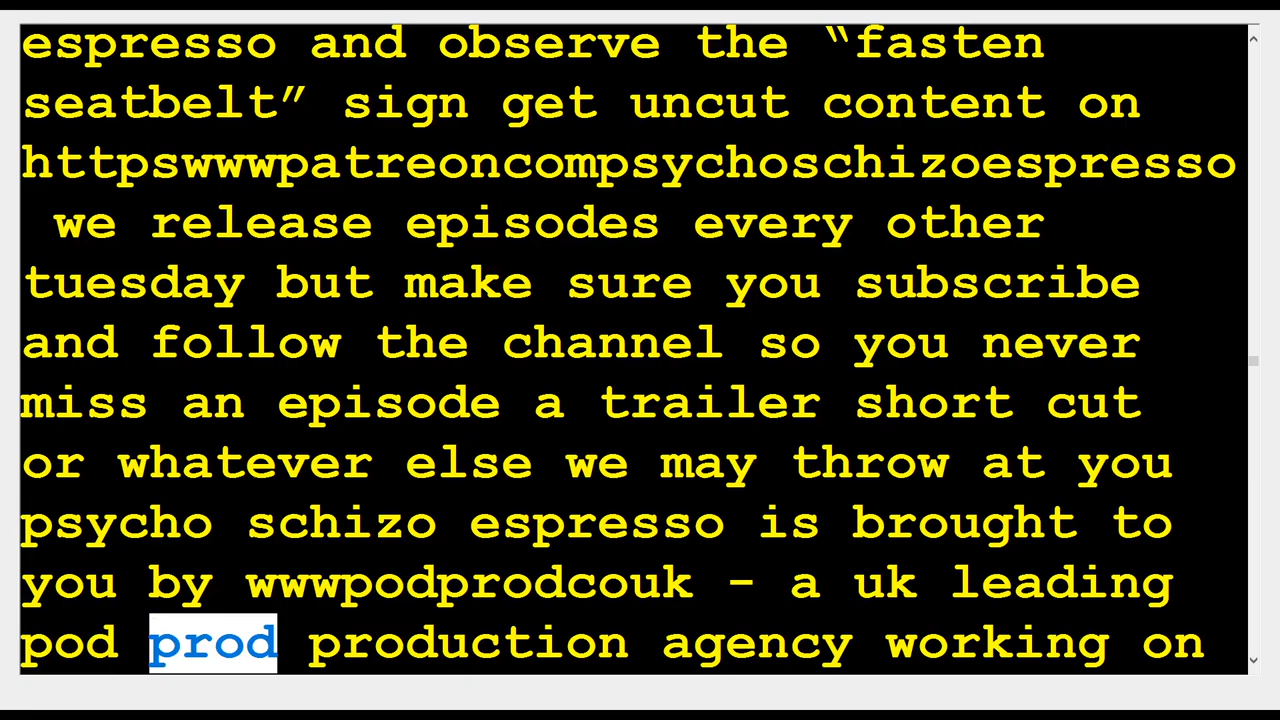 espresso and observe the “fasten
seatbelt” sign get uncut content on
httpswwwpatreoncompsychoschizoespresso
we release episodes every other
tuesday but make sure you subscribe
and follow the channel so you never
miss an episode a trailer short cut
or whatever else we may throw at you
psycho schizo espresso is brought to
you by wwwpodprodcouk – a uk leading
pod prod production agency working on